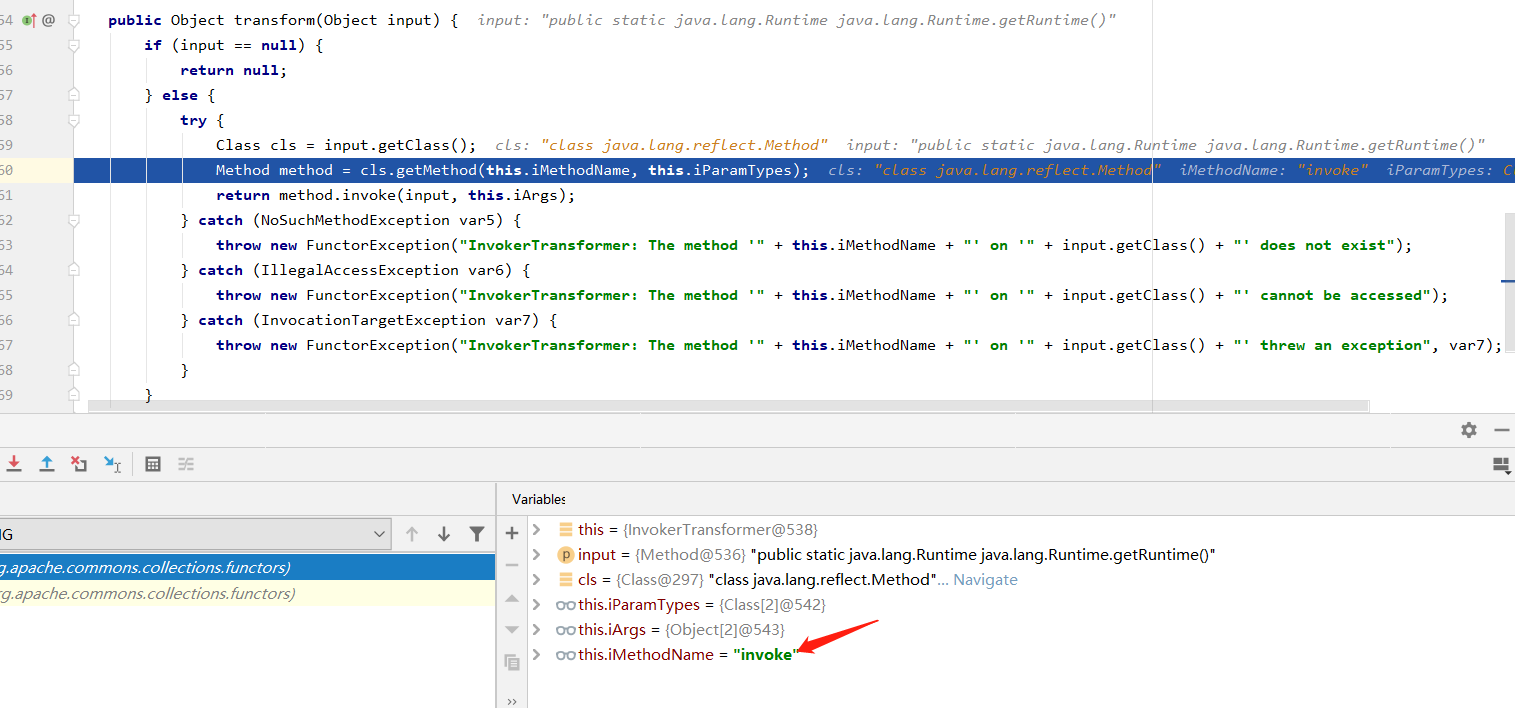 54 public Object transform(Object input) { input: "public static java.lang.Runtime java.lang.Runtime.getRuntime()"
55 if (input == null) {
56 return null;
57 } else {
58 try {
59 Class cls = input.getClass(); cls: "class java.lang.reflect.Method" input: "public static java.lang.Runtime java.lang.Runtime.getRuntime()"
60 Method method = cls.getMethod(this.iMethodName, this.iParamTypes); cls: "class java.lang.reflect.Method" iMethodName: "invoke" iParamTypes:
61 return method.invoke(input, this.iArgs);
62 } catch (NoSuchMethodException var5) {
63 throw new FunctorException("InvokerTransformer: The method '" + this.iMethodName + "' on '" + input.getClass() + "' does not exist");
64 } catch (IllegalAccessException var6) {
65 throw new FunctorException("InvokerTransformer: The method '" + this.iMethodName + "' on '" + input.getClass() + "' cannot be accessed");
66 } catch (InvocationTargetException var7) {
67 throw new FunctorException("InvokerTransformer: The method '" + this.iMethodName + "' on '" + input.getClass() + "' threw an exception", var7);
68 }
69 }
Variables
NG
rg.apache.commons.collections.functors)
rg.apache.commons.collections.functors)
this = {InvokerTransformer@538}
p input = {Method@536} "public static java.lang.Runtime java.lang.Runtime.getRuntime()"
cls = {Class@297} "class java.lang.reflect.Method"... Navigate
this.iParamTypes = {Class[2]@542}
this.iArgs = {Object[2]@543}
this.iMethodName = "invoke"